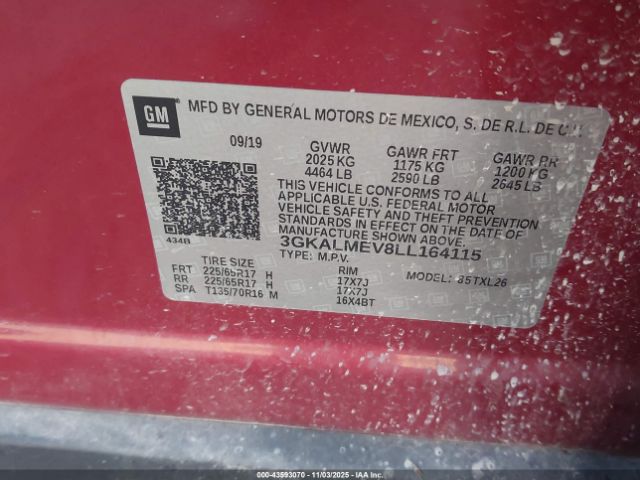 GM
MFD BY GENERAL MOTORS DE MEXICO, S. DE R.L. DE C.V.
09/19 GVWR GAWR FRT GAWR RR
2025 KG 1175 KG 1200 KG
4464 LB 2590 LB 2645 LB
THIS VEHICLE CONFORMS TO ALL
APPLICABLE U.S. FEDERAL MOTOR
VEHICLE SAFETY AND THEFT PREVENTION
STANDARDS IN EFFECT ON THE DATE OF
MANUFACTURE SHOWN ABOVE.
434B
3GKALMEV8LL164115
TYPE: M.P.V.
TIRE SIZE RIM MODEL: 85TXL26
FRT 225/65R17 H 17X7J
RR 225/65R17 H 17X7J
SPA T135/70R16 M 16X4BT
000-43593070 - 11/03/2025 - IAAI.COM